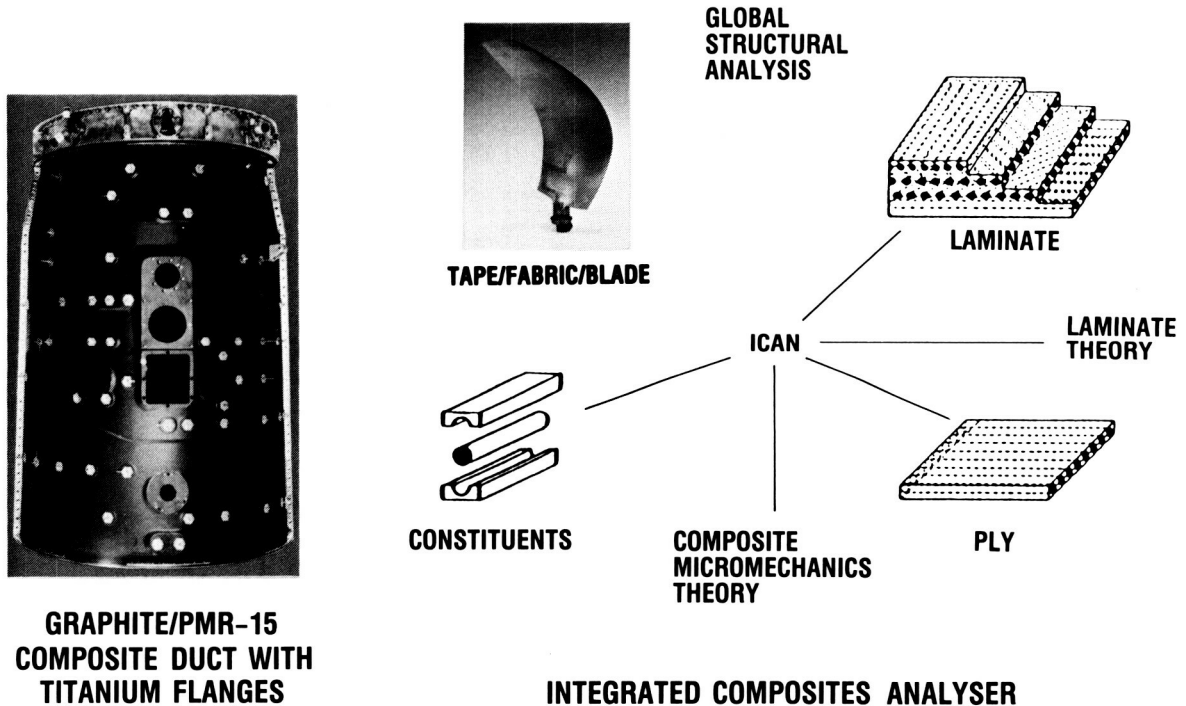 GRAPHITE/PMR-15
COMPOSITE DUCT WITH
TITANIUM FLANGES
TAPE/FABRIC/BLADE
GLOBAL
STRUCTURAL
ANALYSIS
LAMINATE
ICAN
LAMINATE
THEORY
CONSTITUENTS
COMPOSITE
MICROMECHANICS
THEORY
PLY
INTEGRATED COMPOSITES ANALYSER